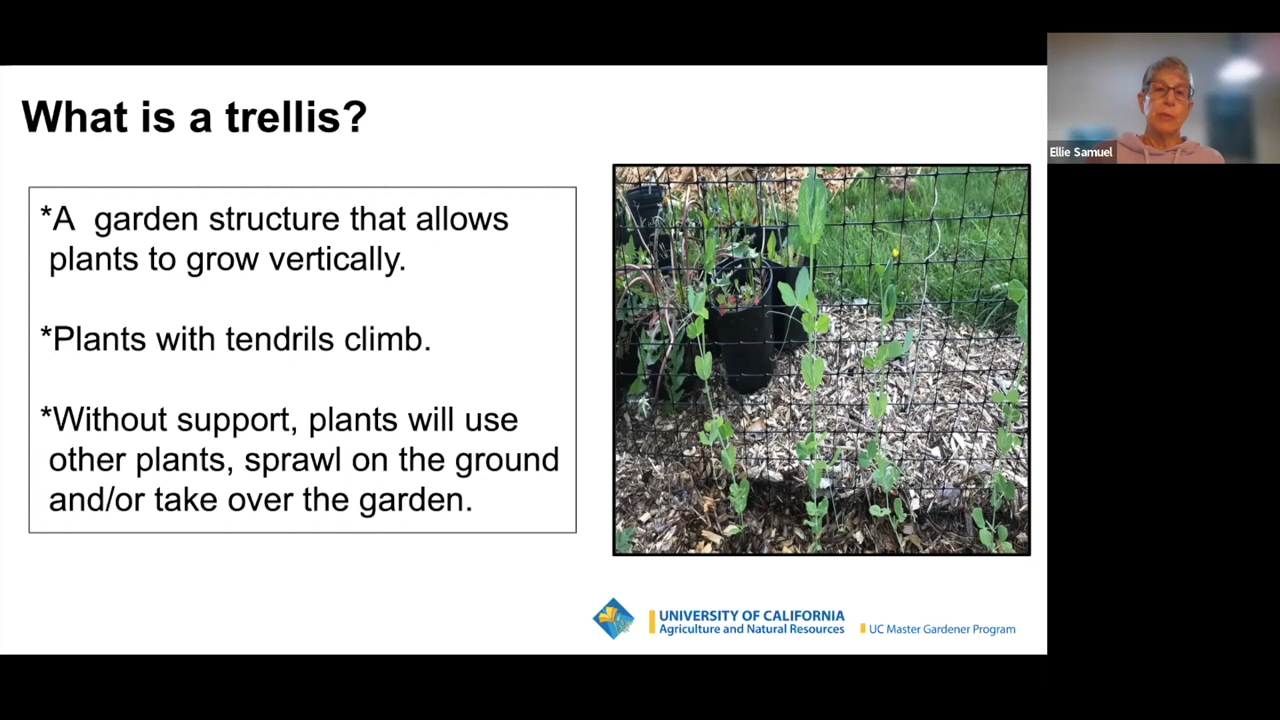 What is a trellis?
*A garden structure that allows
plants to grow vertically.
*Plants with tendrils climb.
*Without support, plants will use
other plants, sprawl on the ground
and/or take over the garden.
Ellie Samuel
UNIVERSITY OF CALIFORNIA
Agriculture and Natural Resources
UC Master Gardener Program